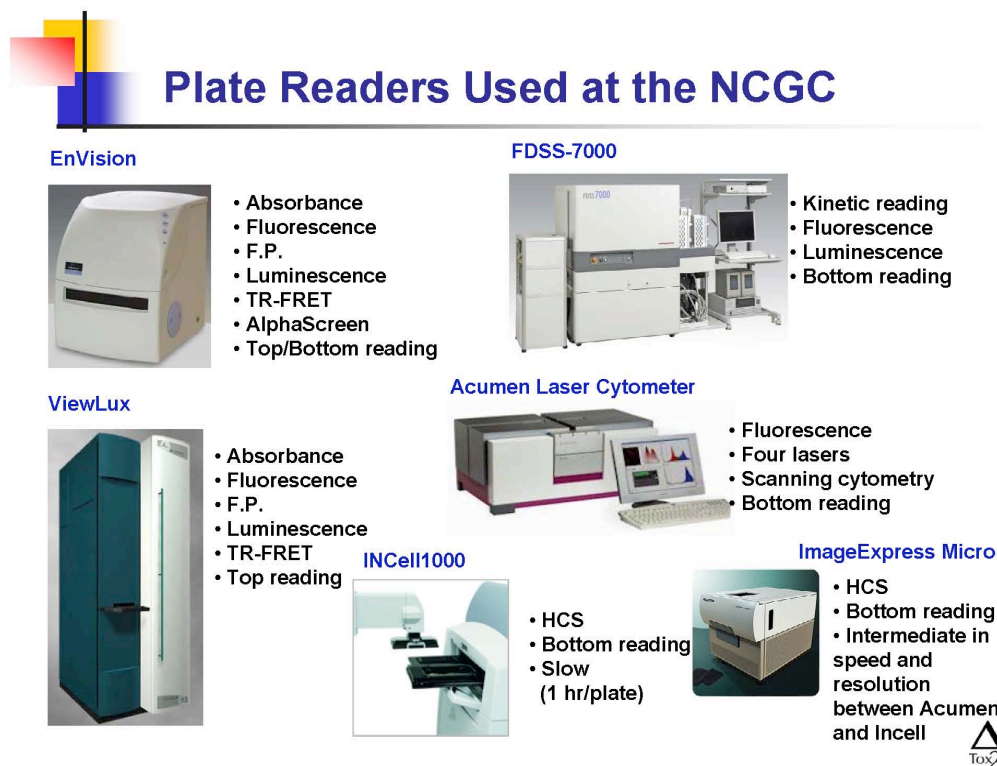 Plate Readers Used at the NCGC
EnVision
• Absorbance
• Fluorescence
• F.P.
• Luminescence
• TR-FRET
• AlphaScreen
• Top/Bottom reading
FDSS-7000
FDSS7000
• Kinetic reading
• Fluorescence
• Luminescence
• Bottom reading
ViewLux
• Absorbance
• Fluorescence
• F.P.
• Luminescence
• TR-FRET
• Top reading
Acumen Laser Cytometer
• Fluorescence
• Four lasers
• Scanning cytometry
• Bottom reading
INCell1000
• HCS
• Bottom reading
• Slow
(1 hr/plate)
ImageExpress Micro
• HCS
• Bottom reading
• Intermediate in
speed and
resolution
between Acumen
and Incell